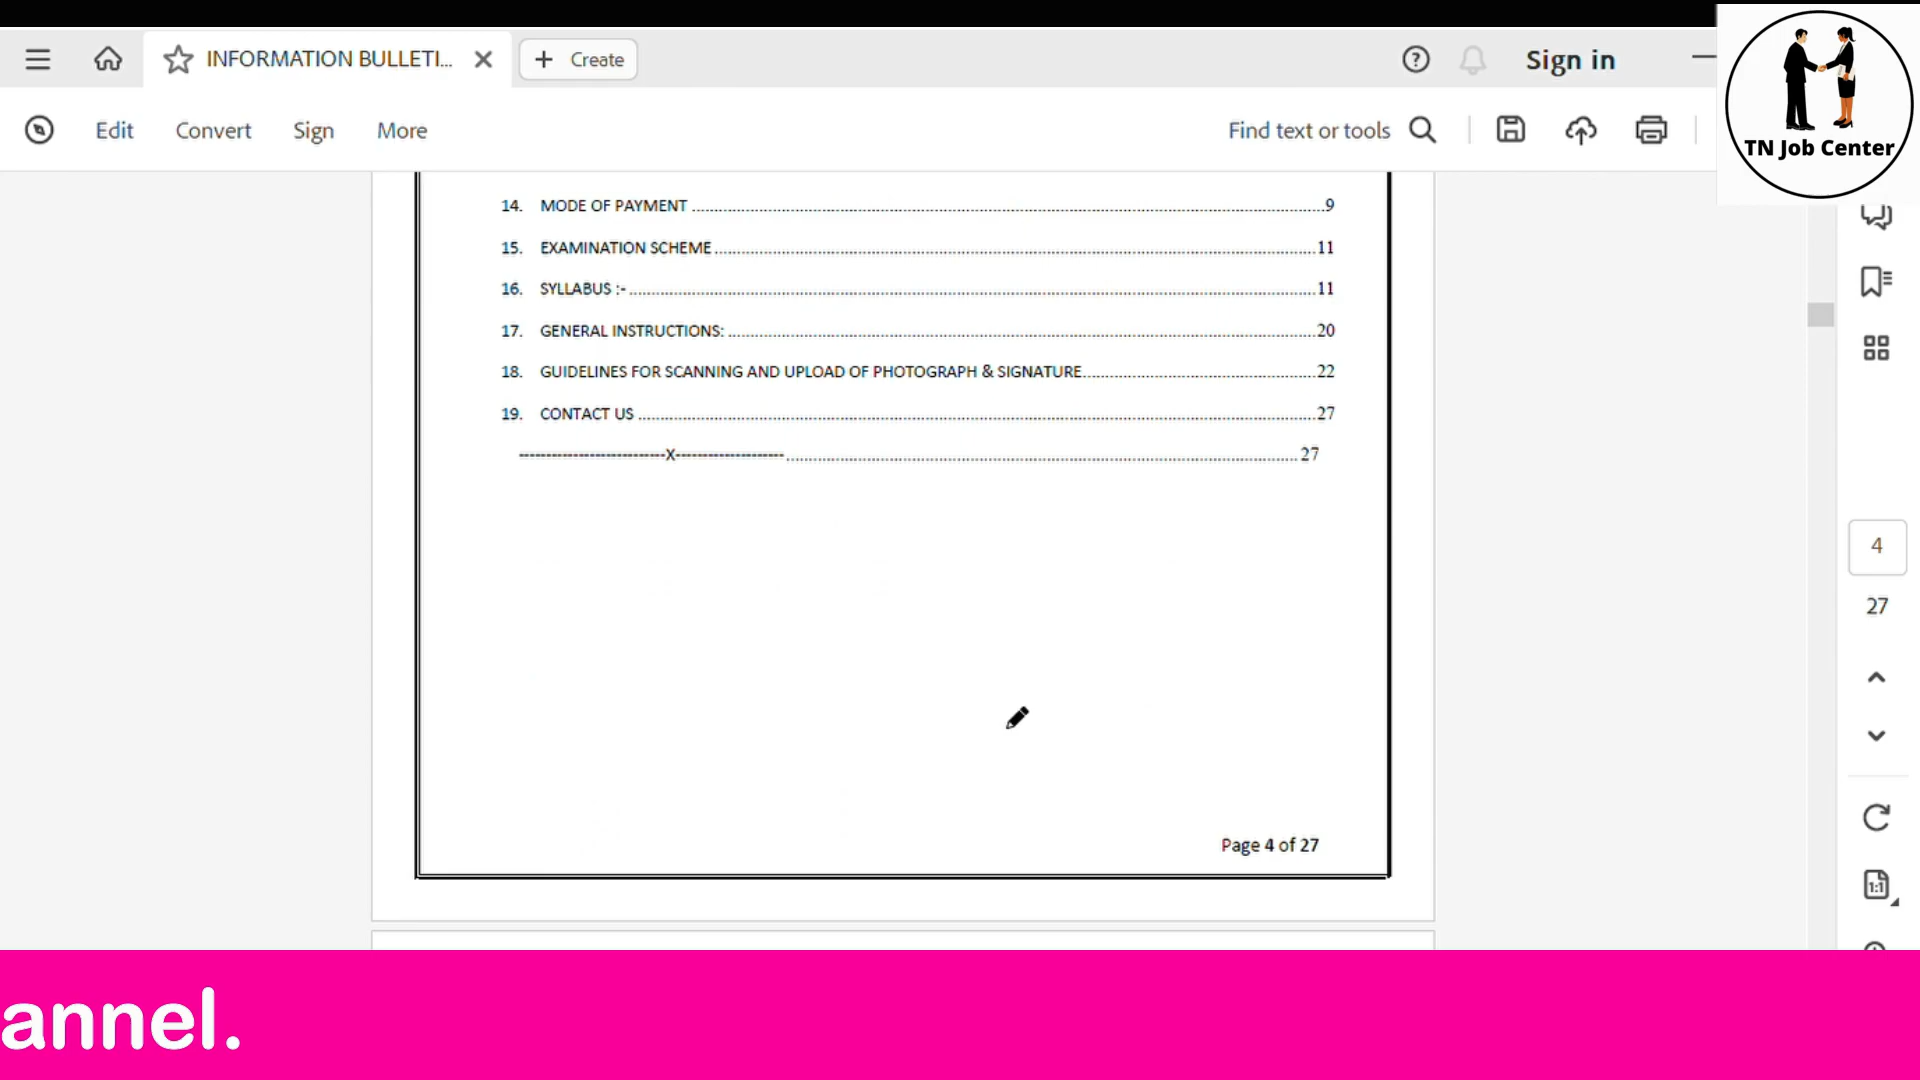 INFORMATION BULLETI...
Create
Sign in
Edit Convert Sign More
Find text or tools
TN Job Center
14. MODE OF PAYMENT ........ 9
15. EXAMINATION SCHEME ........ 11
16. SYLLABUS :- ........ 11
17. GENERAL INSTRUCTIONS: ........ 20
18. GUIDELINES FOR SCANNING AND UPLOAD OF PHOTOGRAPH & SIGNATURE ........ 22
19. CONTACT US ........ 27
--------------------------X-------------------- ........ 27
4
27
1:1
Page 4 of 27
annel.